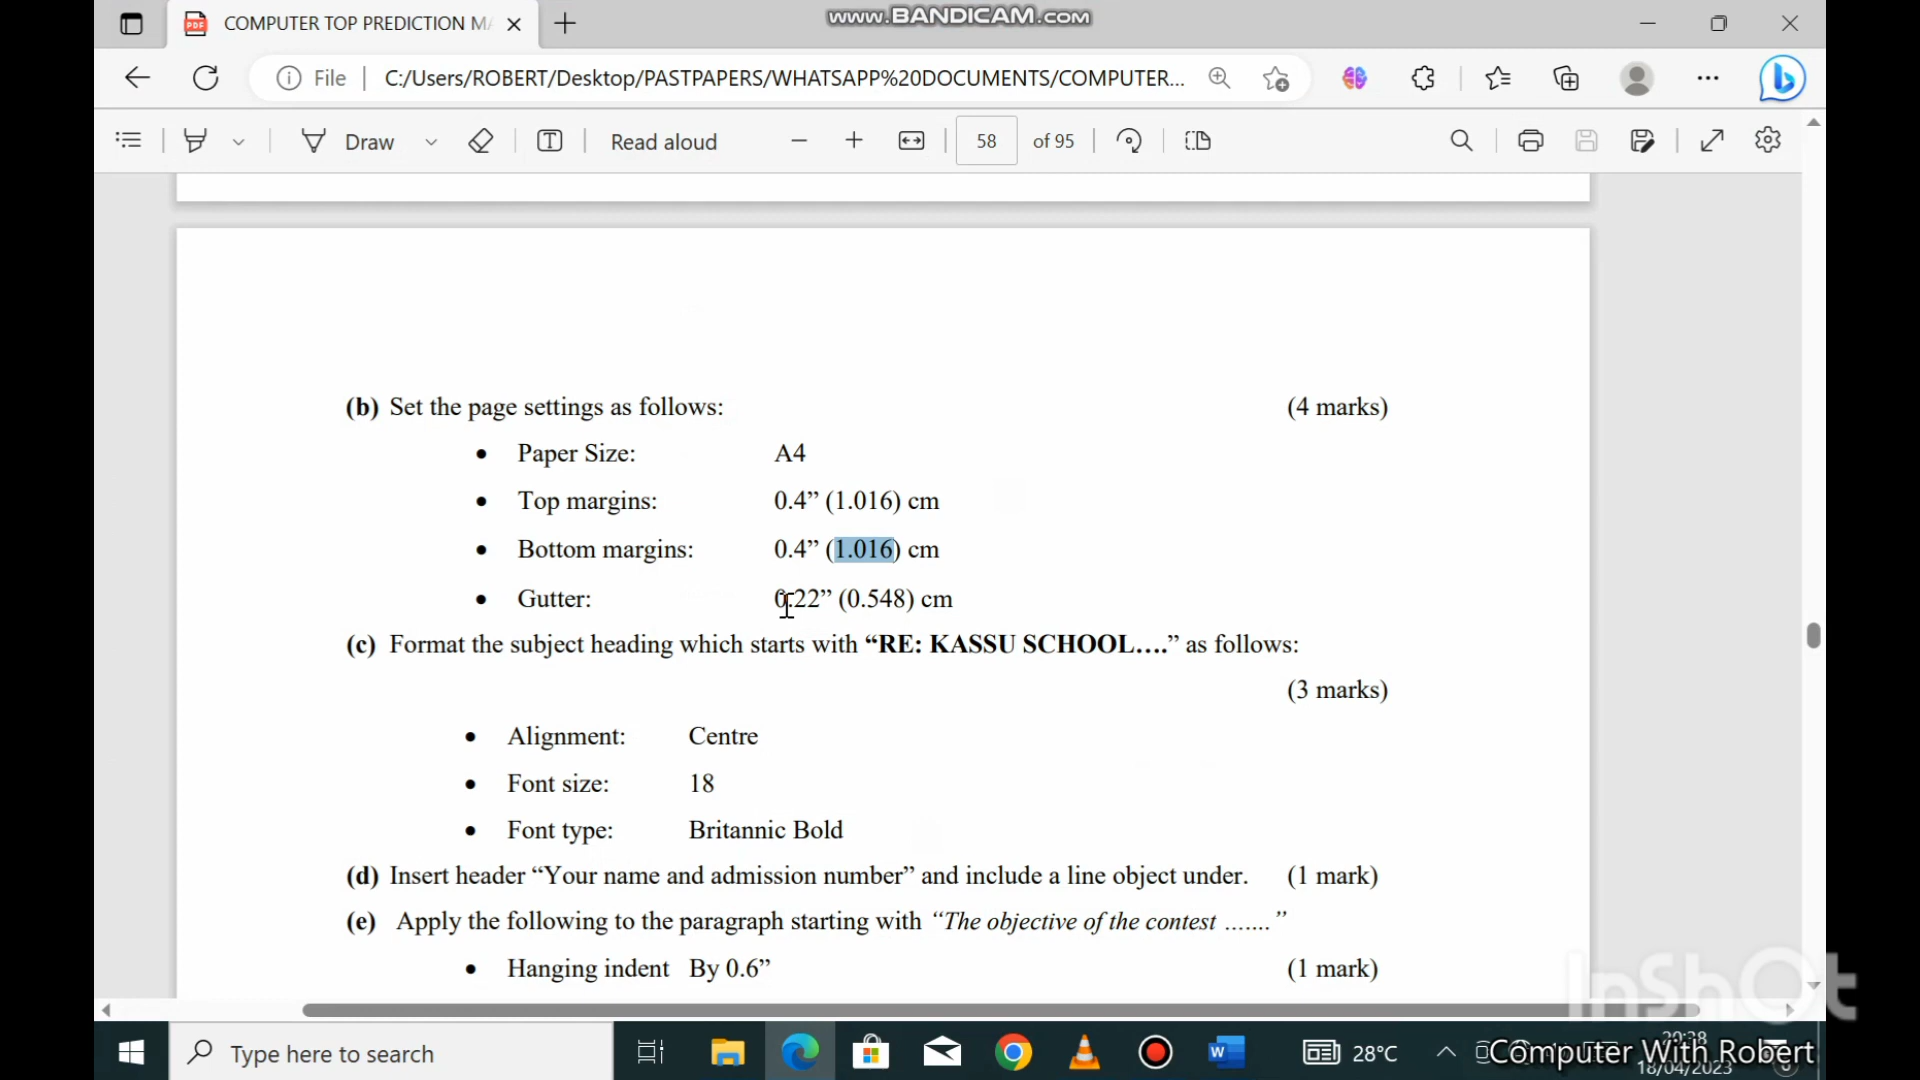 www.BANDICAM.com
COMPUTER TOP PREDICTION MA
File
C:/Users/ROBERT/Desktop/PASTPAPERS/WHATSAPP%20DOCUMENTS/COMPUTER...
Draw
Read aloud
58
of 95
(b) Set the page settings as follows: (4 marks)
• Paper Size: A4
• Top margins: 0.4” (1.016) cm
• Bottom margins: 0.4” (1.016) cm
• Gutter: 0.22” (0.548) cm
(c) Format the subject heading which starts with “RE: KASSU SCHOOL….” as follows:
(3 marks)
• Alignment: Centre
• Font size: 18
• Font type: Britannic Bold
(d) Insert header “Your name and admission number” and include a line object under. (1 mark)
(e) Apply the following to the paragraph starting with “The objective of the contest .......”
• Hanging indent By 0.6” (1 mark)
InShOt
Type here to search
28°C
20:38
Computer With Robert
18/04/2023